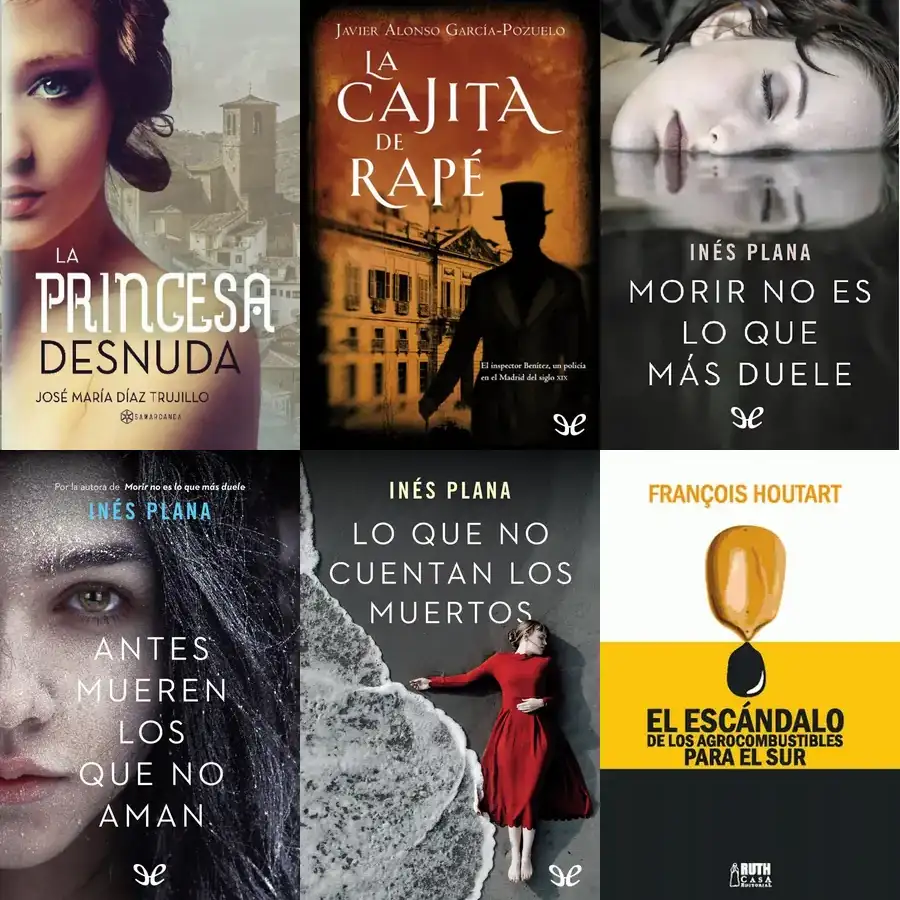 LA
PRINCESA
DESNUDA
JOSÉ MARÍA DÍAZ TRUJILLO
SAMARCANDA
JAVIER ALONSO GARCÍA-POZUELO
LA
CAJITA
DE
RAPÉ
El inspector Benítez, un policía
en el Madrid del siglo XIX
INÉS PLANA
MORIR NO ES
LO QUE
MÁS DUELE
Por la autora de Morir no es lo que más duele
INÉS PLANA
ANTES
MUEREN
LOS
QUE NO
AMAN
INÉS PLANA
LO QUE NO
CUENTAN LOS
MUERTOS
FRANÇOIS HOUTART
EL ESCÁNDALO
DE LOS AGROCOMBUSTIBLES
PARA EL SUR
RUTH
CASA
EDITORIAL